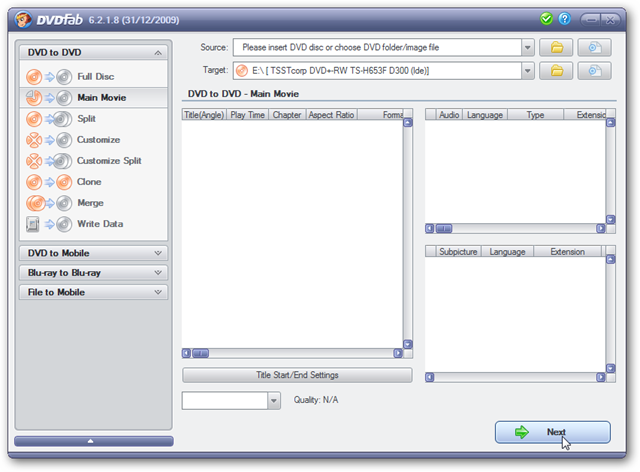 DVDFab 6.2.1.8 (31/12/2009)
DVD to DVD
Full Disc
Main Movie
Split
Customize
Customize Split
Clone
Merge
Write Data
DVD to Mobile
Blu-ray to Blu-ray
File to Mobile
Source: Please insert DVD disc or choose DVD folder/image file
Target: E:\ [ TSSTcorp DVD+-RW TS-H653F D300 (Ide)]
DVD to DVD - Main Movie
Title(Angle) Play Time Chapter Aspect Ratio Forma
Audio Language Type Extensio
Subpicture Language Extension
Title Start/End Settings
Quality: N/A
Next